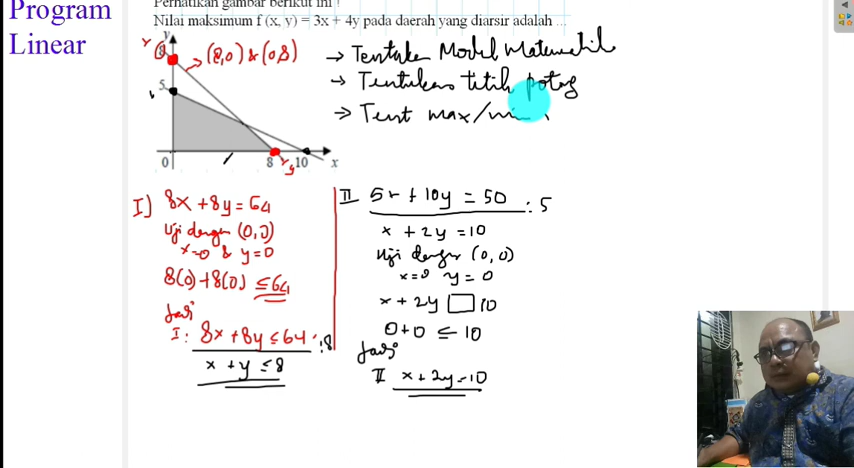 Program
Linear
Perhatikan gambar berikut ini !
Nilai maksimum f (x, y) = 3x + 4y pada daerah yang diarsir adalah ...
y
8
(8,0) & (0,8)
5
0
8
10
x
→ Tentukan Model Matematik
→ Tentukan titik potog
→ Tent max/min
I) 8x + 8y = 64
Uji dengan (0,0)
x=0 & y=0
8(0)+8(0) ≤ 64
Jadi
I: 8x + 8y ≤ 64 :8
x + y ≤ 8
II 5x + 10y = 50 :5
x + 2y = 10
Uji dengan (0,0)
x=0 y=0
x + 2y □ 10
0+0 ≤ 10
Jadi
II x + 2y - 10